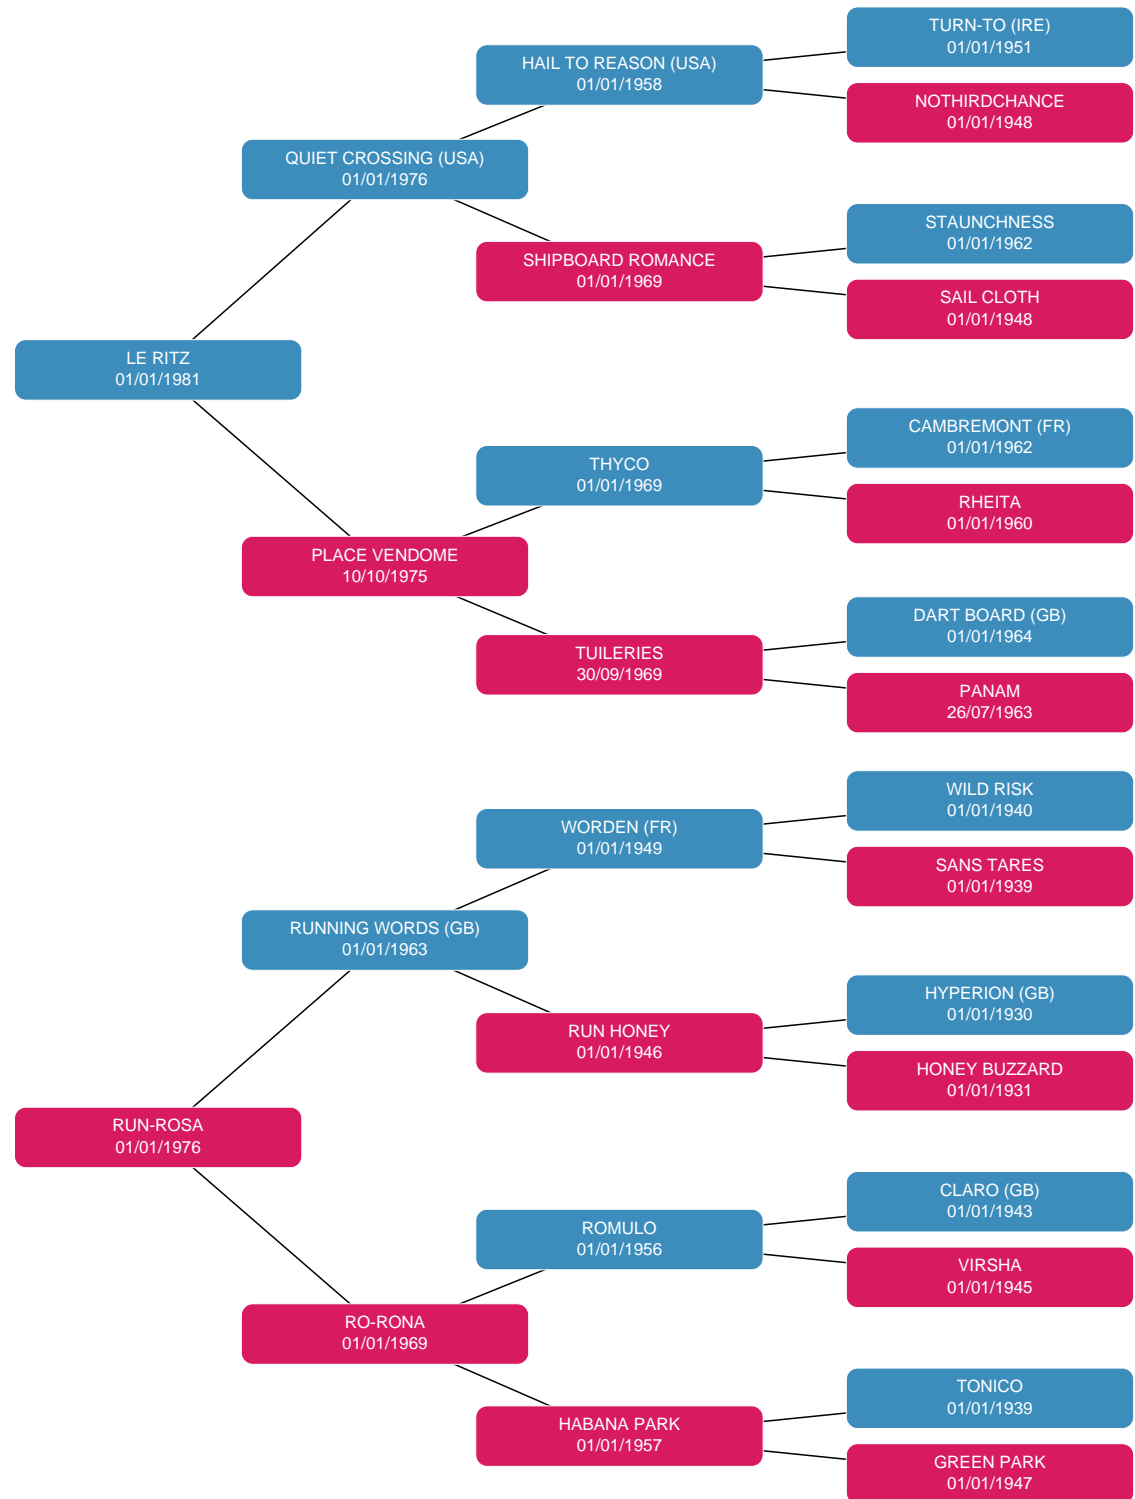 TURN-TO (IRE)
01/01/1951
HAIL TO REASON (USA)
01/01/1958
NOTHIRDCHANCE
01/01/1948
QUIET CROSSING (USA)
01/01/1976
STAUNCHNESS
01/01/1962
SHIPBOARD ROMANCE
01/01/1969
SAIL CLOTH
01/01/1948
LE RITZ
01/01/1981
CAMBREMONT (FR)
01/01/1962
THYCO
01/01/1969
RHEITA
01/01/1960
PLACE VENDOME
10/10/1975
DART BOARD (GB)
01/01/1964
TUILERIES
30/09/1969
PANAM
26/07/1963
WILD RISK
01/01/1940
WORDEN (FR)
01/01/1949
SANS TARES
01/01/1939
RUNNING WORDS (GB)
01/01/1963
HYPERION (GB)
01/01/1930
RUN HONEY
01/01/1946
HONEY BUZZARD
01/01/1931
RUN-ROSA
01/01/1976
CLARO (GB)
01/01/1943
ROMULO
01/01/1956
VIRSHA
01/01/1945
RO-RONA
01/01/1969
TONICO
01/01/1939
HABANA PARK
01/01/1957
GREEN PARK
01/01/1947